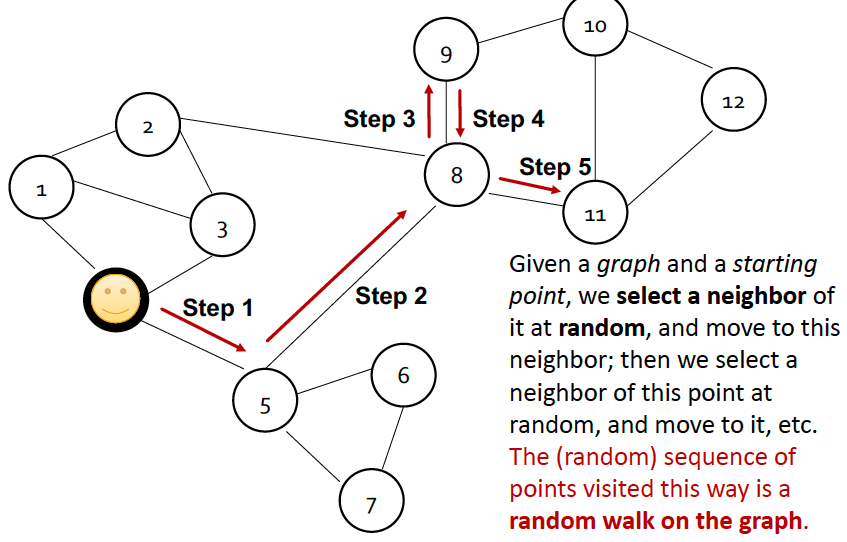 10
9
12
Step 3
Step 4
2
Step 5
8
1
3
11
Step 1
Step 2
5
6
7
Given a graph and a starting
point, we select a neighbor of
it at random, and move to this
neighbor; then we select a
neighbor of this point at
random, and move to it, etc.
The (random) sequence of
points visited this way is a
random walk on the graph.